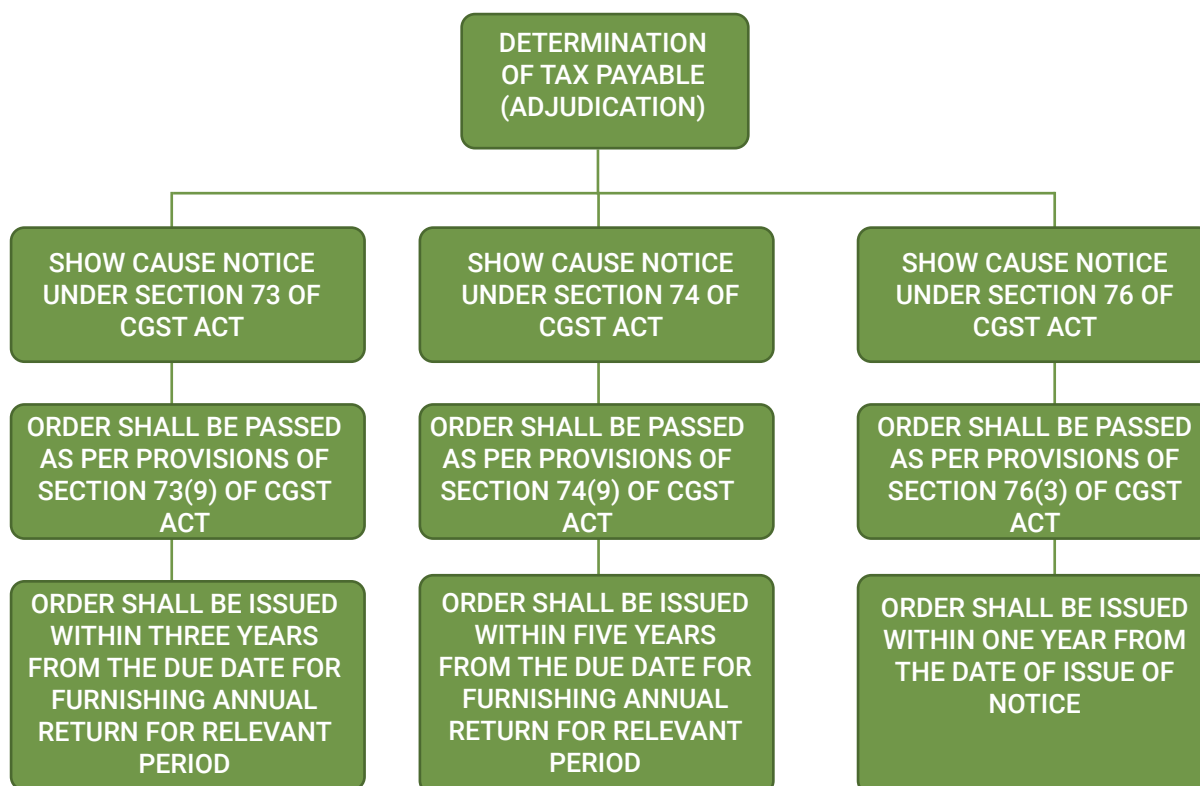 DETERMINATION
OF TAX PAYABLE
(ADJUDICATION)
SHOW CAUSE NOTICE
UNDER SECTION 73 OF
CGST ACT
SHOW CAUSE NOTICE
UNDER SECTION 74 OF
CGST ACT
SHOW CAUSE NOTICE
UNDER SECTION 76 OF
CGST ACT
ORDER SHALL BE PASSED
AS PER PROVISIONS OF
SECTION 73(9) OF CGST
ACT
ORDER SHALL BE PASSED
AS PER PROVISIONS OF
SECTION 74(9) OF CGST
ACT
ORDER SHALL BE PASSED
AS PER PROVISIONS OF
SECTION 76(3) OF CGST
ACT
ORDER SHALL BE ISSUED
WITHIN THREE YEARS
FROM THE DUE DATE FOR
FURNISHING ANNUAL
RETURN FOR RELEVANT
PERIOD
ORDER SHALL BE ISSUED
WITHIN FIVE YEARS
FROM THE DUE DATE FOR
FURNISHING ANNUAL
RETURN FOR RELEVANT
PERIOD
ORDER SHALL BE ISSUED
WITHIN ONE YEAR FROM
THE DATE OF ISSUE OF
NOTICE